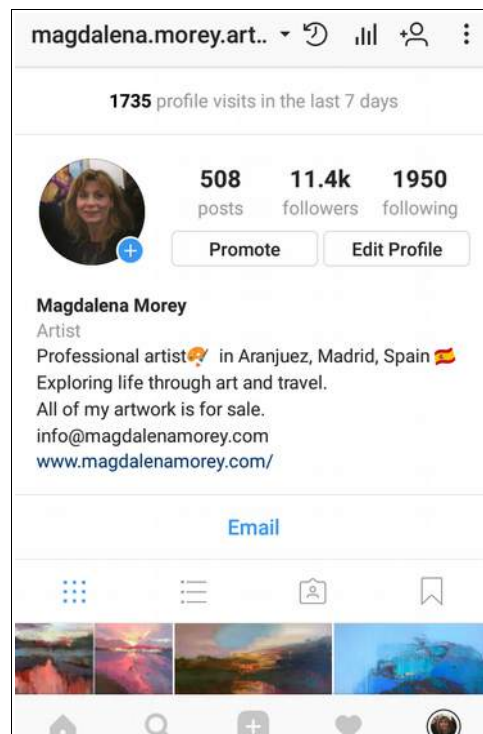 magdalena.morey.art..
1735 profile visits in the last 7 days
508 11.4k 1950
posts followers following
Promote Edit Profile
Magdalena Morey
Artist
Professional artist🎨 in Aranjuez, Madrid, Spain 🇪🇸
Exploring life through art and travel.
All of my artwork is for sale.
info@magdalenamorey.com
www.magdalenamorey.com/
Email